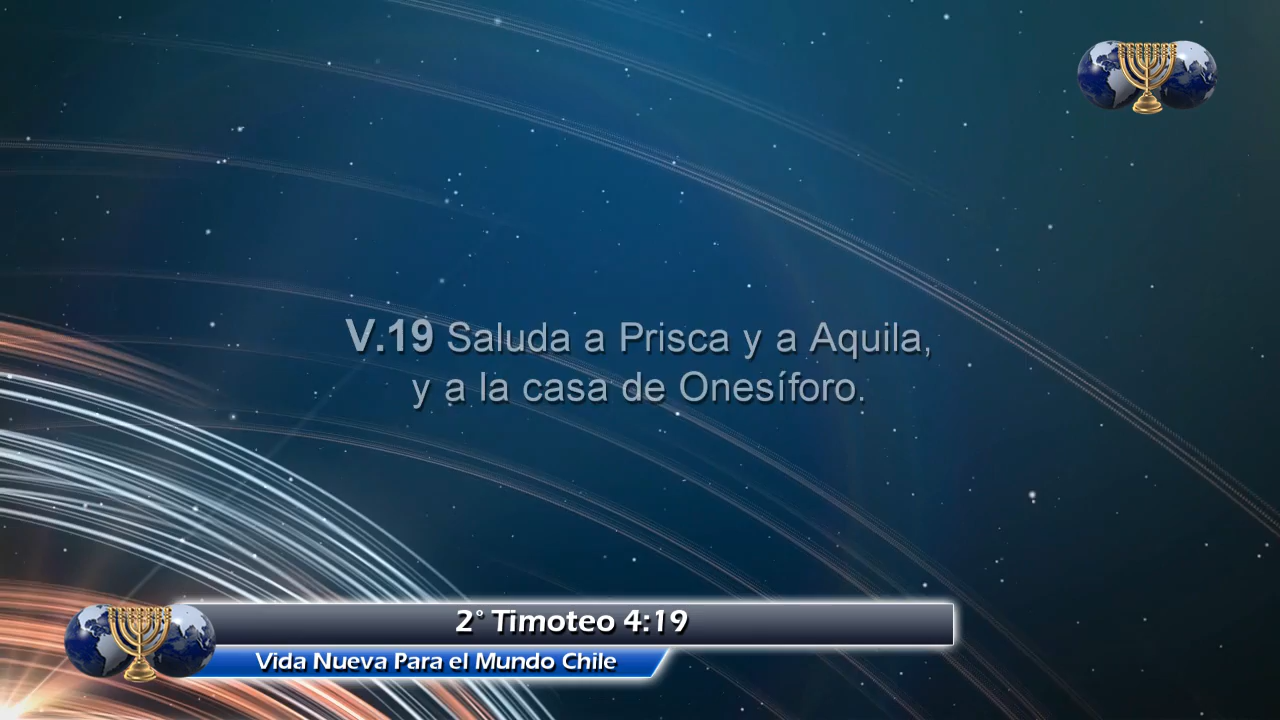 V.19 Saluda a Prisca y a Aquila,
y a la casa de Onesíforo.
2° Timoteo 4:19
Vida Nueva Para el Mundo Chile